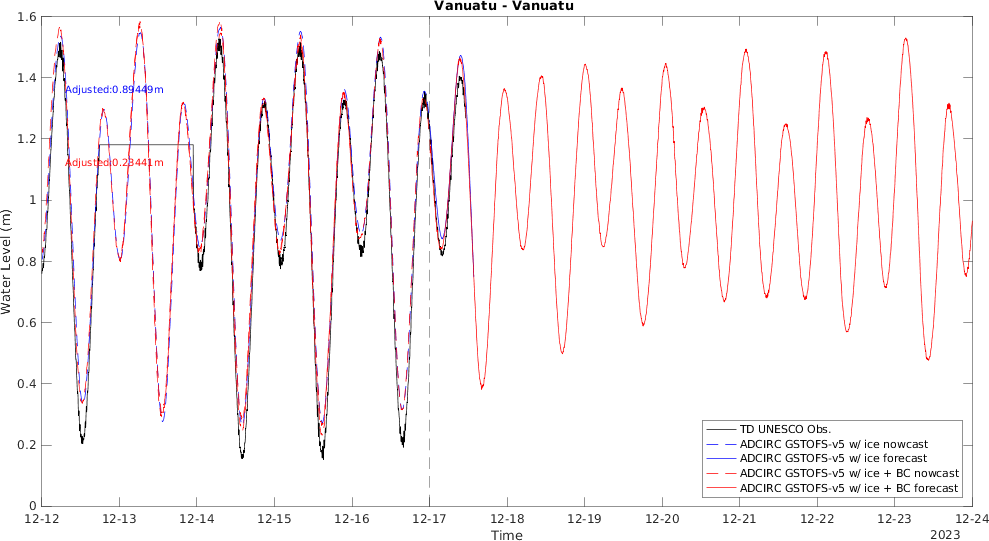 Vanuatu - Vanuatu
1.6
1.4
1.2
1
0.8
0.6
0.4
0.2
0
Water Level (m)
Adjusted:0.89449m
Adjusted:0.23441m
TD UNESCO Obs.
ADCIRC GSTOFS-v5 w/ ice nowcast
ADCIRC GSTOFS-v5 w/ ice forecast
ADCIRC GSTOFS-v5 w/ ice + BC nowcast
ADCIRC GSTOFS-v5 w/ ice + BC forecast
12-12 12-13 12-14 12-15 12-16 12-17 12-18 12-19 12-20 12-21 12-22 12-23 12-24
Time
2023